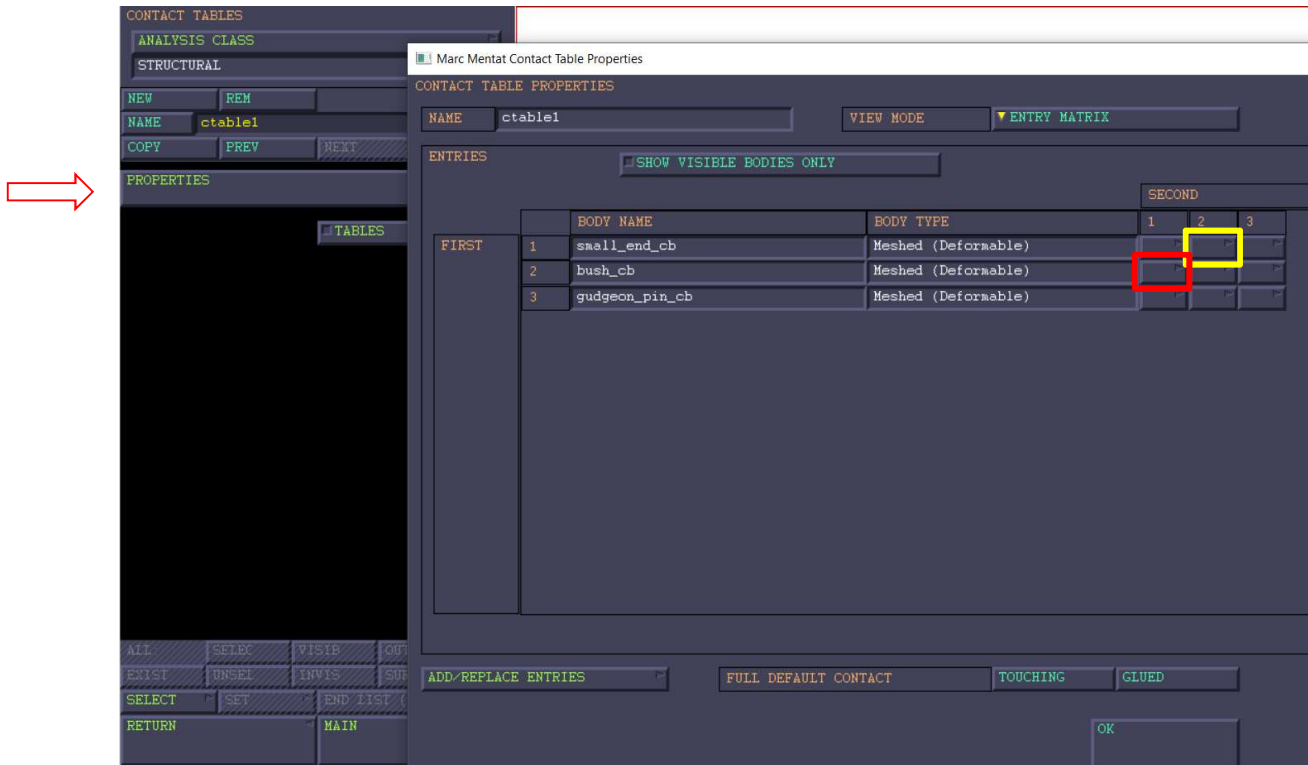 CONTACT TABLES
ANALYSIS CLASS
STRUCTURAL
NEW REM
NAME ctable1
COPY PREV NEXT
PROPERTIES
TABLES
ALL SELEC VISIB OUT
EXIST UNSEL INVIS SUR
SELECT SET END LIST (
RETURN MAIN
Marc Mentat Contact Table Properties
CONTACT TABLE PROPERTIES
NAME ctable1 VIEW MODE ENTRY MATRIX
ENTRIES SHOW VISIBLE BODIES ONLY
SECOND
BODY NAME BODY TYPE 1 2 3
FIRST 1 small_end_cb Meshed (Deformable)
2 bush_cb Meshed (Deformable)
3 gudgeon_pin_cb Meshed (Deformable)
ADD/REPLACE ENTRIES FULL DEFAULT CONTACT TOUCHING GLUED
OK